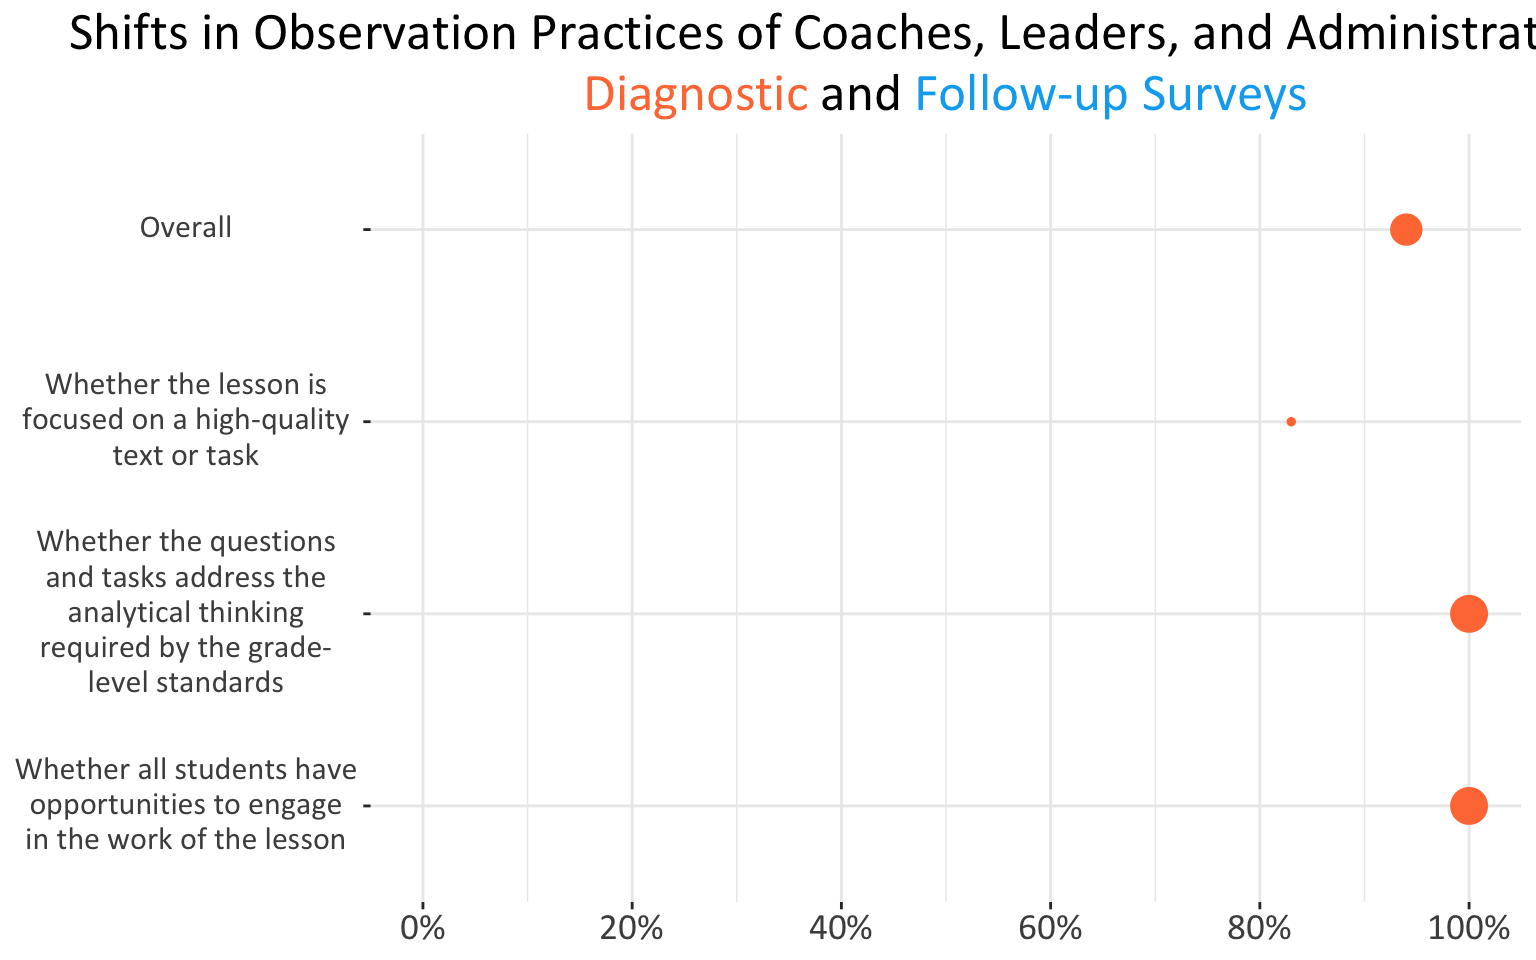 Shifts in Observation Practices of Coaches, Leaders, and Administrat
Diagnostic and Follow-up Surveys
Overall
Whether the lesson is
focused on a high-quality
text or task
Whether the questions
and tasks address the
analytical thinking
required by the grade-
level standards
Whether all students have
opportunities to engage
in the work of the lesson
0% 20% 40% 60% 80% 100%